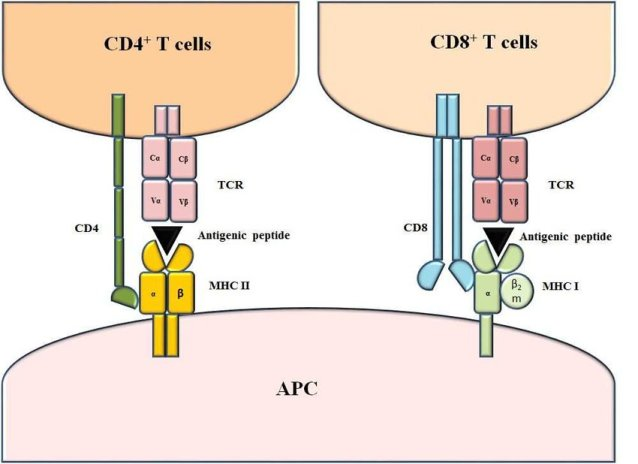 CD4+ T cells
CD8+ T cells
Cα Cβ
Vα Vβ
TCR
CD4
Antigenic peptide
α β
MHC II
Cα Cβ
Vα Vβ
TCR
CD8
Antigenic peptide
α
β2
m
MHC I
APC